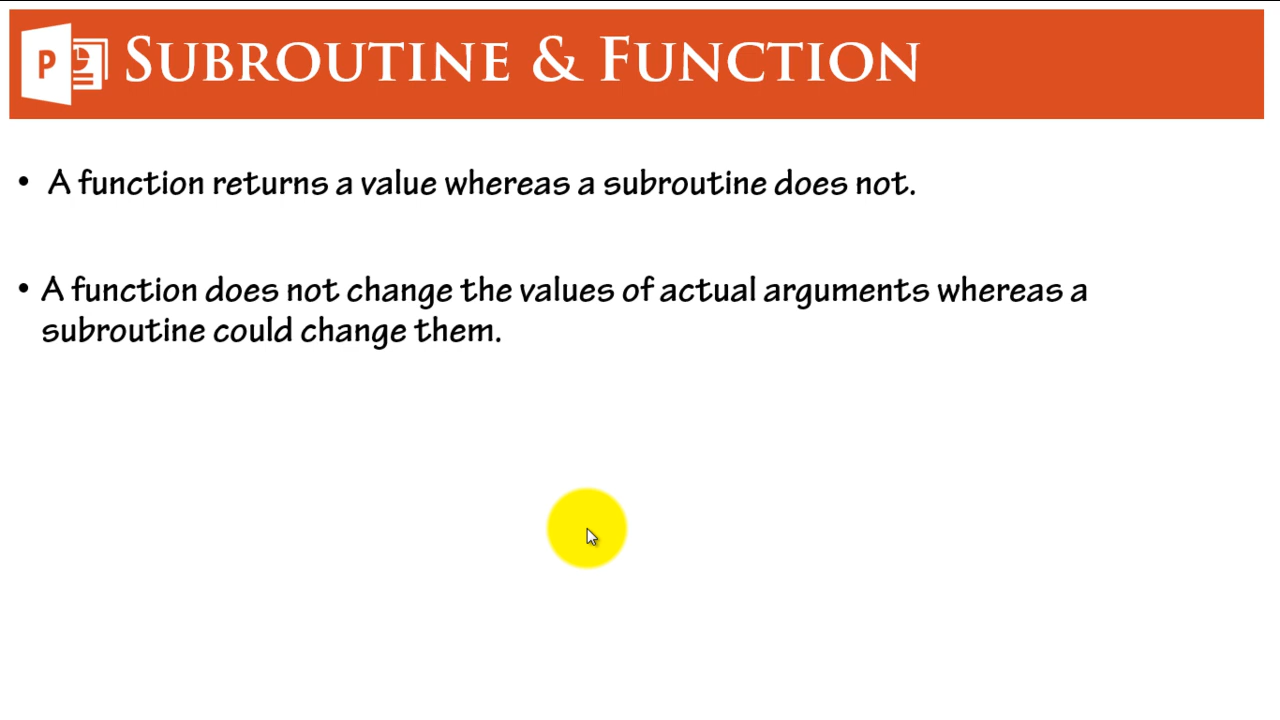 P SUBROUTINE & FUNCTION
• A function returns a value whereas a subroutine does not.
• A function does not change the values of actual arguments whereas a
subroutine could change them.